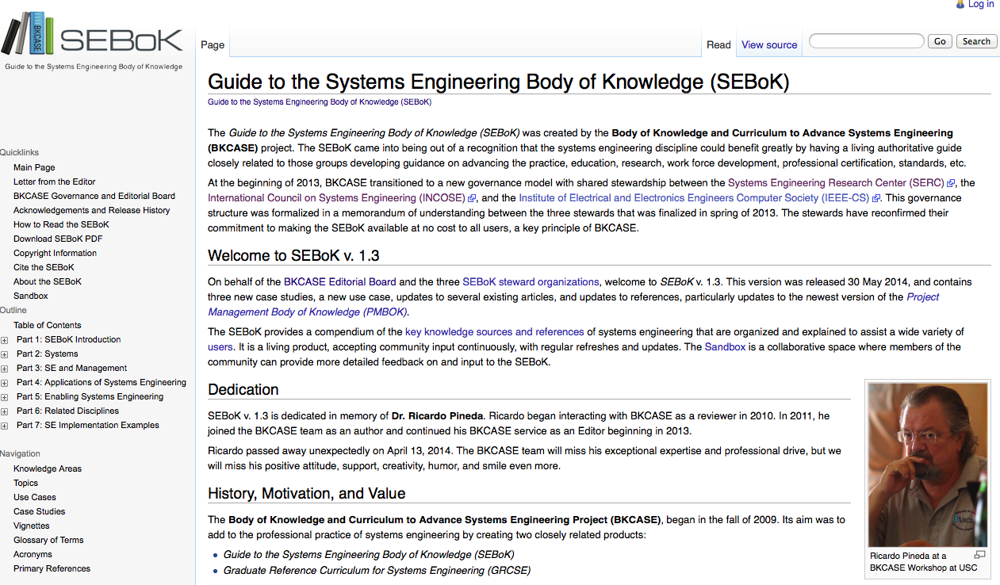 Log in
BKCASE
SEBoK
Guide to the Systems Engineering Body of Knowledge
Page
Read
View source
Go
Search
Quicklinks
Main Page
Letter from the Editor
BKCASE Governance and Editorial Board
Acknowledgements and Release History
How to Read the SEBoK
Download SEBoK PDF
Copyright Information
Cite the SEBoK
About the SEBoK
Sandbox
Outline
Table of Contents
Part 1: SEBoK Introduction
Part 2: Systems
Part 3: SE and Management
Part 4: Applications of Systems Engineering
Part 5: Enabling Systems Engineering
Part 6: Related Disciplines
Part 7: SE Implementation Examples
Navigation
Knowledge Areas
Topics
Use Cases
Case Studies
Vignettes
Glossary of Terms
Acronyms
Primary References
Guide to the Systems Engineering Body of Knowledge (SEBoK)
Guide to the Systems Engineering Body of Knowledge (SEBoK)
The Guide to the Systems Engineering Body of Knowledge (SEBoK) was created by the Body of Knowledge and Curriculum to Advance Systems Engineering
(BKCASE) project. The SEBoK came into being out of a recognition that the systems engineering discipline could benefit greatly by having a living authoritative guide
closely related to those groups developing guidance on advancing the practice, education, research, work force development, professional certification, standards, etc.
At the beginning of 2013, BKCASE transitioned to a new governance model with shared stewardship between the Systems Engineering Research Center (SERC), the
International Council on Systems Engineering (INCOSE), and the Institute of Electrical and Electronics Engineers Computer Society (IEEE-CS). This governance
structure was formalized in a memorandum of understanding between the three stewards that was finalized in spring of 2013. The stewards have reconfirmed their
commitment to making the SEBoK available at no cost to all users, a key principle of BKCASE.
Welcome to SEBoK v. 1.3
On behalf of the BKCASE Editorial Board and the three SEBoK steward organizations, welcome to SEBoK v. 1.3. This version was released 30 May 2014, and contains
three new case studies, a new use case, updates to several existing articles, and updates to references, particularly updates to the newest version of the Project
Management Body of Knowledge (PMBOK).
The SEBoK provides a compendium of the key knowledge sources and references of systems engineering that are organized and explained to assist a wide variety of
users. It is a living product, accepting community input continuously, with regular refreshes and updates. The Sandbox is a collaborative space where members of the
community can provide more detailed feedback on and input to the SEBoK.
Dedication
SEBoK v. 1.3 is dedicated in memory of Dr. Ricardo Pineda. Ricardo began interacting with BKCASE as a reviewer in 2010. In 2011, he
joined the BKCASE team as an author and continued his BKCASE service as an Editor beginning in 2013.
Ricardo passed away unexpectedly on April 13, 2014. The BKCASE team will miss his exceptional expertise and professional drive, but we
will miss his positive attitude, support, creativity, humor, and smile even more.
History, Motivation, and Value
The Body of Knowledge and Curriculum to Advance Systems Engineering Project (BKCASE), began in the fall of 2009. Its aim was to
add to the professional practice of systems engineering by creating two closely related products:
Guide to the Systems Engineering Body of Knowledge (SEBoK)
Graduate Reference Curriculum for Systems Engineering (GRCSE)
Ricardo Pineda at a
BKCASE Workshop at USC